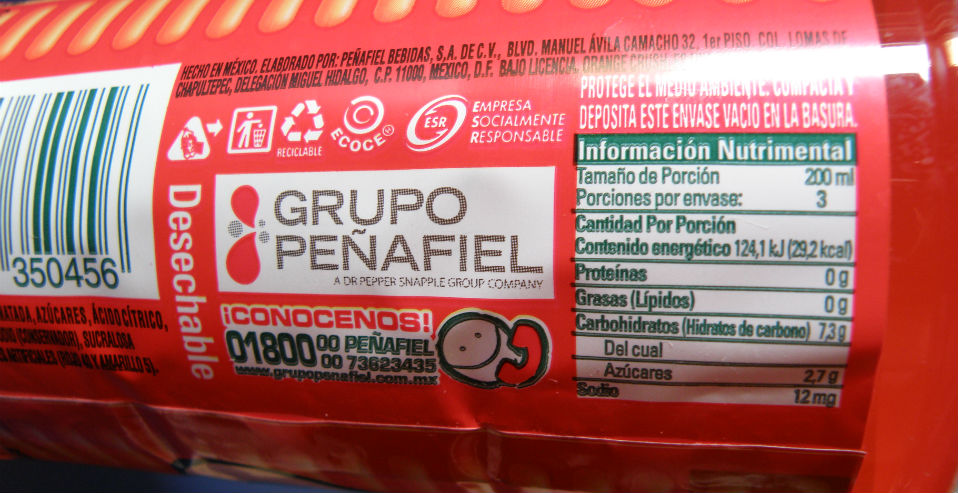 HECHO EN MÉXICO. ELABORADO POR: PEÑAFIEL BEBIDAS, S.A. DE C.V., BLVD. MANUEL ÁVILA CAMACHO 32, 1er PISO. COL. LOMAS DE
CHAPULTEPEC, DELEGACIÓN MIGUEL HIDALGO, C.P. 11000, MÉXICO, D.F. BAJO LICENCIA. ORANGE CRUSH
PROTEGE EL MEDIO AMBIENTE. COMPACTA Y
DEPOSITA ESTE ENVASE VACÍO EN LA BASURA.
RECICLABLE
ECOCE®
ESR
EMPRESA
SOCIALMENTE
RESPONSABLE
350456
Desechable
GRUPO
PEÑAFIEL
A DR PEPPER SNAPPLE GROUP COMPANY
¡CONOCENOS!
01800 00 PEÑAFIEL
00 73623435
www.grupopenafiel.com.mx
AZÚCARES, ÁCIDO CÍTRICO,
(CONSERVADOR), SUCRALOSA
AMARILLO 5).
Información Nutrimental
Tamaño de Porción 200 ml
Porciones por envase: 3
Cantidad Por Porción
Contenido energético 124,1 kJ (29,2 kcal)
Proteínas 0 g
Grasas (Lípidos) 0 g
Carbohidratos (Hidratos de carbono) 7,3 g
Del cual
Azúcares 2,7 g
Sodio 12 mg